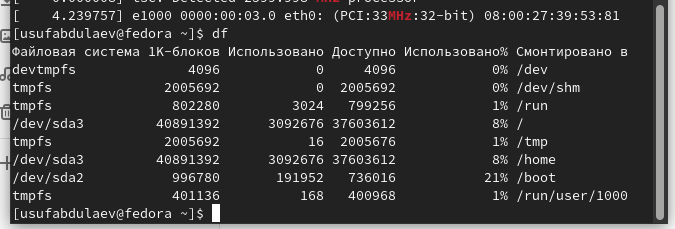 [    4.239757] e1000 0000:00:03.0 eth0: (PCI:33MHz:32-bit) 08:00:27:39:53:81
[usufabdulaev@fedora ~]$ df
Файловая система 1K-блоков Использовано Доступно Использовано% Смонтировано в
devtmpfs 4096 0 4096 0% /dev
tmpfs 2005692 0 2005692 0% /dev/shm
tmpfs 802280 3024 799256 1% /run
/dev/sda3 40891392 3092676 37603612 8% /
tmpfs 2005692 16 2005676 1% /tmp
/dev/sda3 40891392 3092676 37603612 8% /home
/dev/sda2 996780 191952 736016 21% /boot
tmpfs 401136 168 400968 1% /run/user/1000
[usufabdulaev@fedora ~]$